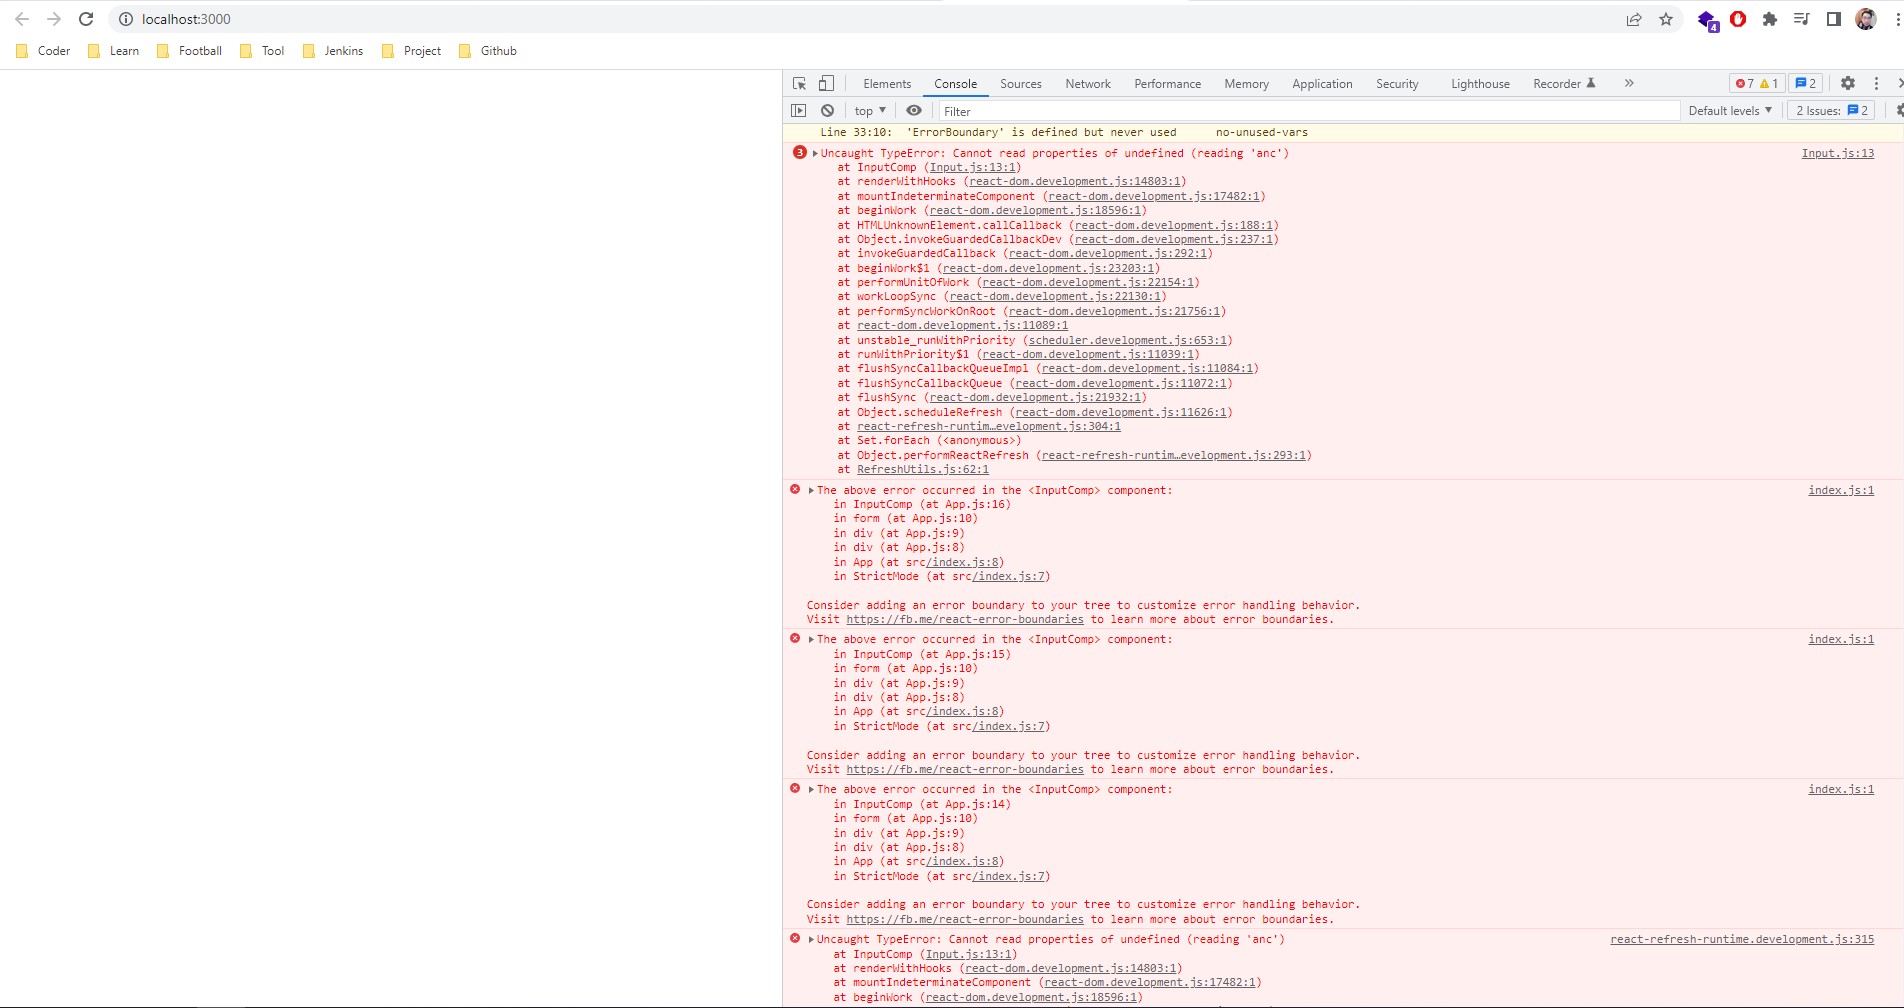 localhost:3000
4
Coder Learn Football Tool Jenkins Project Github
Elements Console Sources Network Performance Memory Application Security Lighthouse Recorder » 7 1 2
top ▼ Filter Default levels ▼ 2 Issues: 2
Line 33:10: 'ErrorBoundary' is defined but never used no-unused-vars
3 ▸Uncaught TypeError: Cannot read properties of undefined (reading 'anc') Input.js:13
at InputComp (Input.js:13:1)
at renderWithHooks (react-dom.development.js:14803:1)
at mountIndeterminateComponent (react-dom.development.js:17482:1)
at beginWork (react-dom.development.js:18596:1)
at HTMLUnknownElement.callCallback (react-dom.development.js:188:1)
at Object.invokeGuardedCallbackDev (react-dom.development.js:237:1)
at invokeGuardedCallback (react-dom.development.js:292:1)
at beginWork$1 (react-dom.development.js:23203:1)
at performUnitOfWork (react-dom.development.js:22154:1)
at workLoopSync (react-dom.development.js:22130:1)
at performSyncWorkOnRoot (react-dom.development.js:21756:1)
at react-dom.development.js:11089:1
at unstable_runWithPriority (scheduler.development.js:653:1)
at runWithPriority$1 (react-dom.development.js:11039:1)
at flushSyncCallbackQueueImpl (react-dom.development.js:11084:1)
at flushSyncCallbackQueue (react-dom.development.js:11072:1)
at flushSync (react-dom.development.js:21932:1)
at Object.scheduleRefresh (react-dom.development.js:11626:1)
at react-refresh-runtim…evelopment.js:304:1
at Set.forEach (<anonymous>)
at Object.performReactRefresh (react-refresh-runtim…evelopment.js:293:1)
at RefreshUtils.js:62:1
▸The above error occurred in the <InputComp> component: index.js:1
in InputComp (at App.js:16)
in form (at App.js:10)
in div (at App.js:9)
in div (at App.js:8)
in App (at src/index.js:8)
in StrictMode (at src/index.js:7)
Consider adding an error boundary to your tree to customize error handling behavior.
Visit https://fb.me/react-error-boundaries to learn more about error boundaries.
▸The above error occurred in the <InputComp> component: index.js:1
in InputComp (at App.js:15)
in form (at App.js:10)
in div (at App.js:9)
in div (at App.js:8)
in App (at src/index.js:8)
in StrictMode (at src/index.js:7)
Consider adding an error boundary to your tree to customize error handling behavior.
Visit https://fb.me/react-error-boundaries to learn more about error boundaries.
▸The above error occurred in the <InputComp> component: index.js:1
in InputComp (at App.js:14)
in form (at App.js:10)
in div (at App.js:9)
in div (at App.js:8)
in App (at src/index.js:8)
in StrictMode (at src/index.js:7)
Consider adding an error boundary to your tree to customize error handling behavior.
Visit https://fb.me/react-error-boundaries to learn more about error boundaries.
▸Uncaught TypeError: Cannot read properties of undefined (reading 'anc') react-refresh-runtime.development.js:315
at InputComp (Input.js:13:1)
at renderWithHooks (react-dom.development.js:14803:1)
at mountIndeterminateComponent (react-dom.development.js:17482:1)
at beginWork (react-dom.development.js:18596:1)